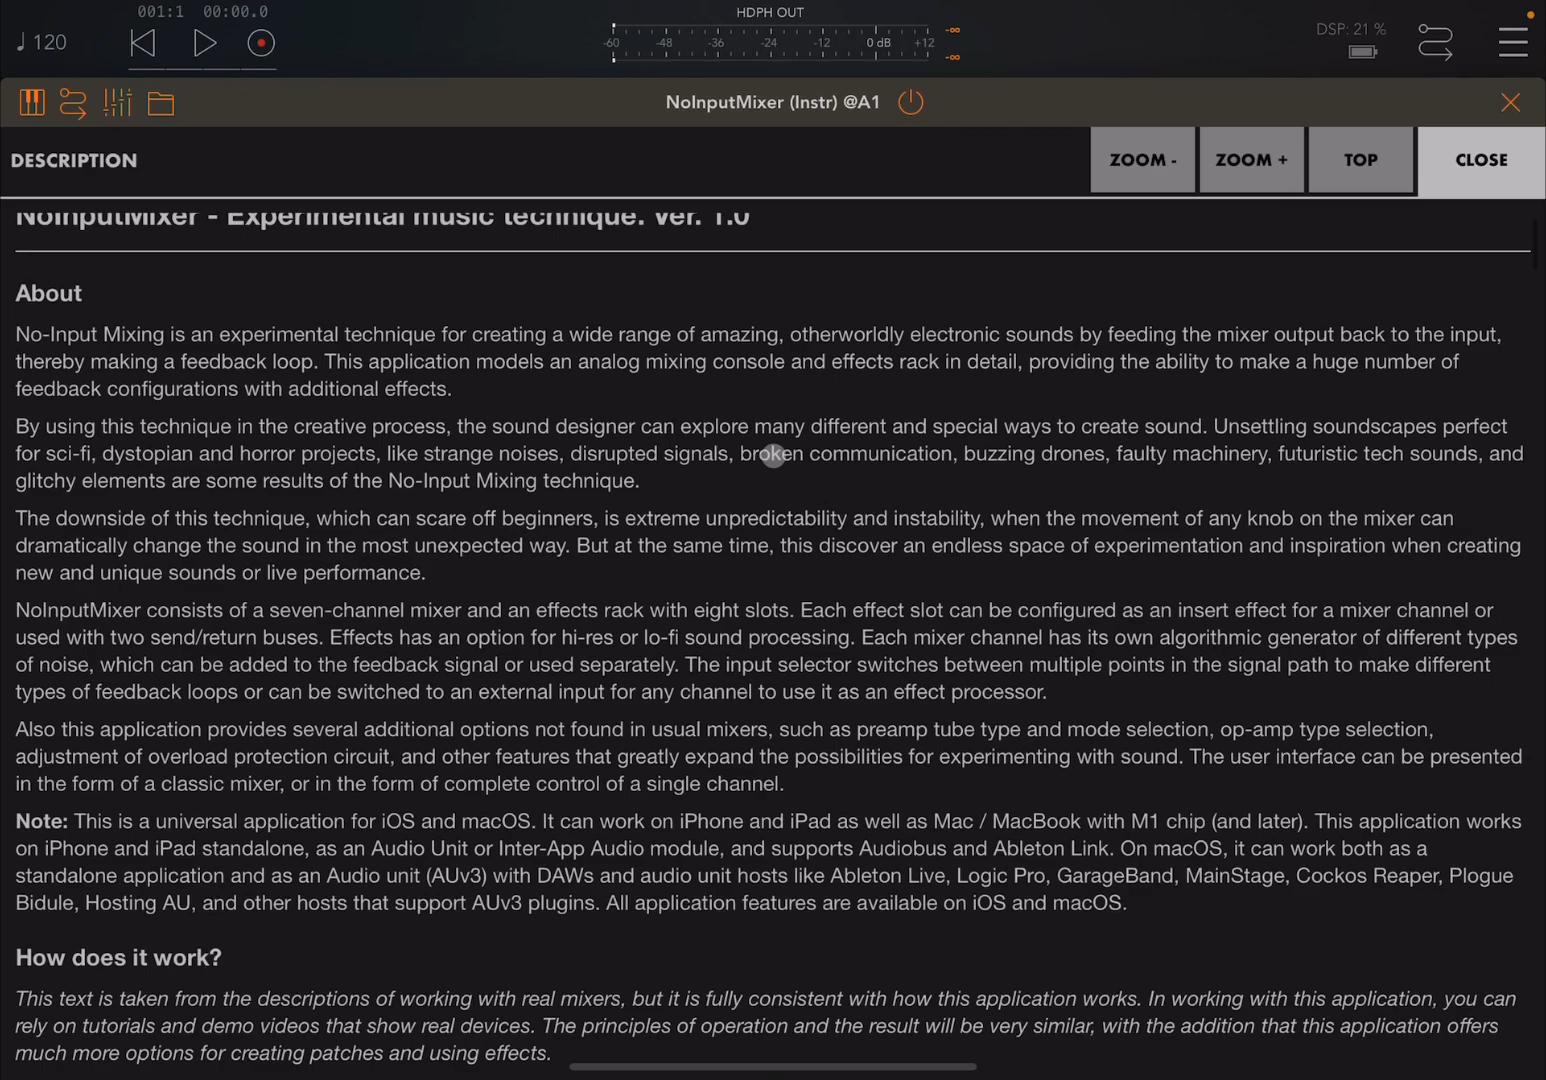 001:1 00:00.0 HDPH OUT
120
-60 -48 -36 -24 -12 0 dB +12
-∞
-∞
DSP: 21 %
NoInputMixer (Instr) @A1
DESCRIPTION ZOOM - ZOOM + TOP CLOSE
NoInputMixer - Experimental music technique. Ver. 1.0
About
No-Input Mixing is an experimental technique for creating a wide range of amazing, otherworldly electronic sounds by feeding the mixer output back to the input,
thereby making a feedback loop. This application models an analog mixing console and effects rack in detail, providing the ability to make a huge number of
feedback configurations with additional effects.
By using this technique in the creative process, the sound designer can explore many different and special ways to create sound. Unsettling soundscapes perfect
for sci-fi, dystopian and horror projects, like strange noises, disrupted signals, broken communication, buzzing drones, faulty machinery, futuristic tech sounds, and
glitchy elements are some results of the No-Input Mixing technique.
The downside of this technique, which can scare off beginners, is extreme unpredictability and instability, when the movement of any knob on the mixer can
dramatically change the sound in the most unexpected way. But at the same time, this discover an endless space of experimentation and inspiration when creating
new and unique sounds or live performance.
NoInputMixer consists of a seven-channel mixer and an effects rack with eight slots. Each effect slot can be configured as an insert effect for a mixer channel or
used with two send/return buses. Effects has an option for hi-res or lo-fi sound processing. Each mixer channel has its own algorithmic generator of different types
of noise, which can be added to the feedback signal or used separately. The input selector switches between multiple points in the signal path to make different
types of feedback loops or can be switched to an external input for any channel to use it as an effect processor.
Also this application provides several additional options not found in usual mixers, such as preamp tube type and mode selection, op-amp type selection,
adjustment of overload protection circuit, and other features that greatly expand the possibilities for experimenting with sound. The user interface can be presented
in the form of a classic mixer, or in the form of complete control of a single channel.
Note: This is a universal application for iOS and macOS. It can work on iPhone and iPad as well as Mac / MacBook with M1 chip (and later). This application works
on iPhone and iPad standalone, as an Audio Unit or Inter-App Audio module, and supports Audiobus and Ableton Link. On macOS, it can work both as a
standalone application and as an Audio unit (AUv3) with DAWs and audio unit hosts like Ableton Live, Logic Pro, GarageBand, MainStage, Cockos Reaper, Plogue
Bidule, Hosting AU, and other hosts that support AUv3 plugins. All application features are available on iOS and macOS.
How does it work?
This text is taken from the descriptions of working with real mixers, but it is fully consistent with how this application works. In working with this application, you can
rely on tutorials and demo videos that show real devices. The principles of operation and the result will be very similar, with the addition that this application offers
much more options for creating patches and using effects.